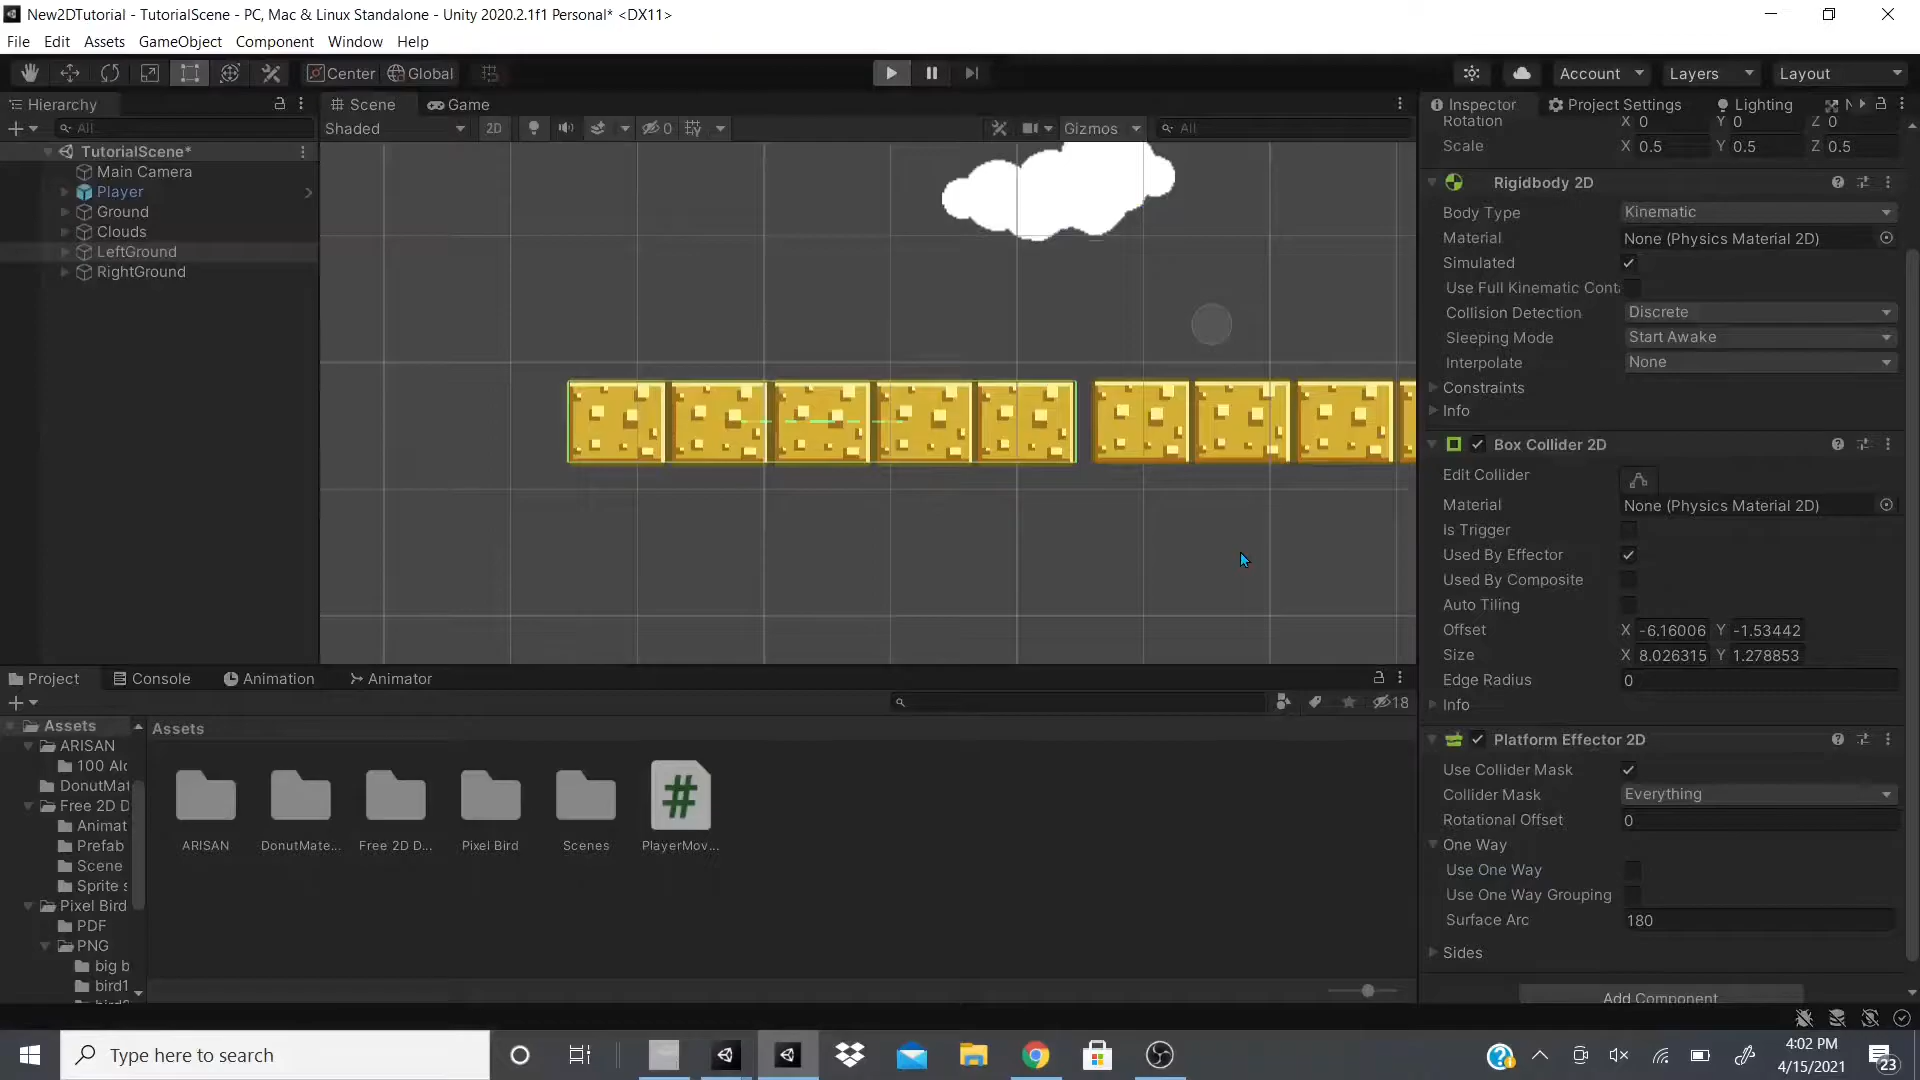 New2DTutorial - TutorialScene - PC, Mac & Linux Standalone - Unity 2020.2.1f1 Personal* <DX11>
File Edit Assets GameObject Component Window Help
Center Global Account Layers Layout
Hierarchy
All
TutorialScene*
Main Camera
Player
Ground
Clouds
LeftGround
RightGround
Scene Game
Shaded 2D 0 Gizmos All
Inspector Project Settings Lighting
Rotation X 0 Y 0 Z 0
Scale X 0.5 Y 0.5 Z 0.5
Rigidbody 2D
Body Type Kinematic
Material None (Physics Material 2D)
Simulated
Use Full Kinematic Cont
Collision Detection Discrete
Sleeping Mode Start Awake
Interpolate None
Constraints
Info
Box Collider 2D
Edit Collider
Material None (Physics Material 2D)
Is Trigger
Used By Effector
Used By Composite
Auto Tiling
Offset X -6.16006 Y -1.53442
Size X 8.026315 Y 1.278853
Edge Radius 0
Info
Platform Effector 2D
Use Collider Mask
Collider Mask Everything
Rotational Offset 0
One Way
Use One Way
Use One Way Grouping
Surface Arc 180
Sides
Add Component
Project Console Animation Animator
18
Assets
ARISAN
100 Alc
DonutMat
Free 2D D
Animat
Prefab
Scene
Sprite s
Pixel Bird
PDF
PNG
big b
bird1
Assets
ARISAN DonutMate... Free 2D D... Pixel Bird Scenes PlayerMov...
Type here to search
4:02 PM
4/15/2021
23